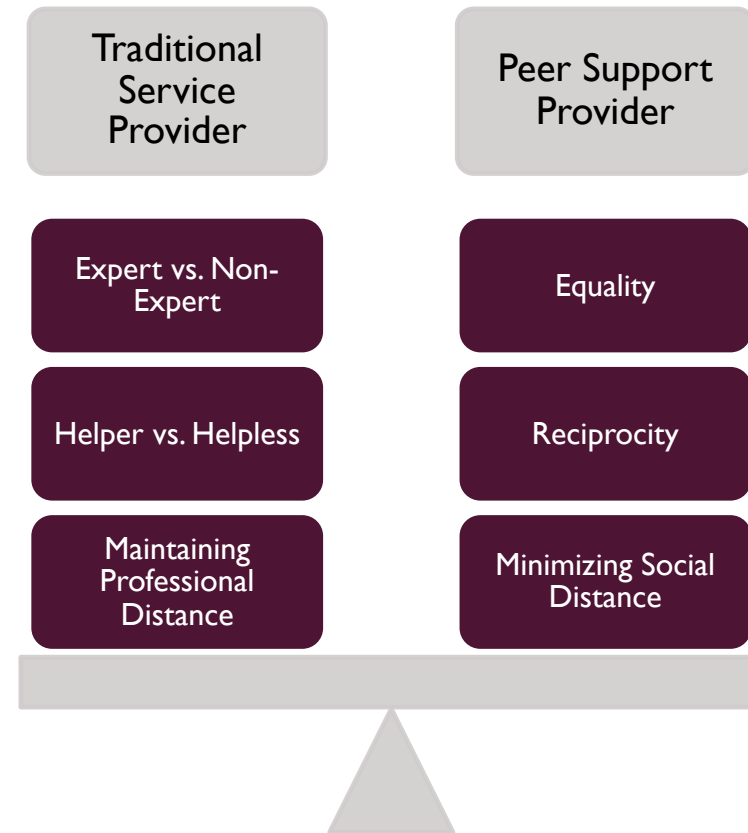 Traditional
Service
Provider
Peer Support
Provider
Expert vs. Non-
Expert
Equality
Helper vs. Helpless
Reciprocity
Maintaining
Professional
Distance
Minimizing Social
Distance